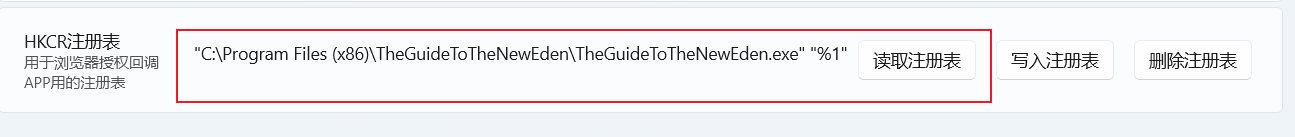 HKCR注册表
用于浏览器授权回调
APP用的注册表
"C:\Program Files (x86)\TheGuideToTheNewEden\TheGuideToTheNewEden.exe" "%1"
读取注册表
写入注册表
删除注册表